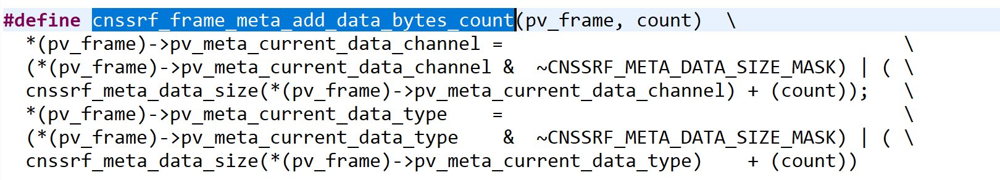 #define cnssrf_frame_meta_add_data_bytes_count(pv_frame, count)  \
  *(pv_frame)->pv_meta_current_data_channel =                                    \
  (*(pv_frame)->pv_meta_current_data_channel &  ~CNSSRF_META_DATA_SIZE_MASK) | ( \
  cnssrf_meta_data_size(*(pv_frame)->pv_meta_current_data_channel) + (count));   \
  *(pv_frame)->pv_meta_current_data_type    =                                    \
  (*(pv_frame)->pv_meta_current_data_type    &  ~CNSSRF_META_DATA_SIZE_MASK) | ( \
  cnssrf_meta_data_size(*(pv_frame)->pv_meta_current_data_type)    + (count))